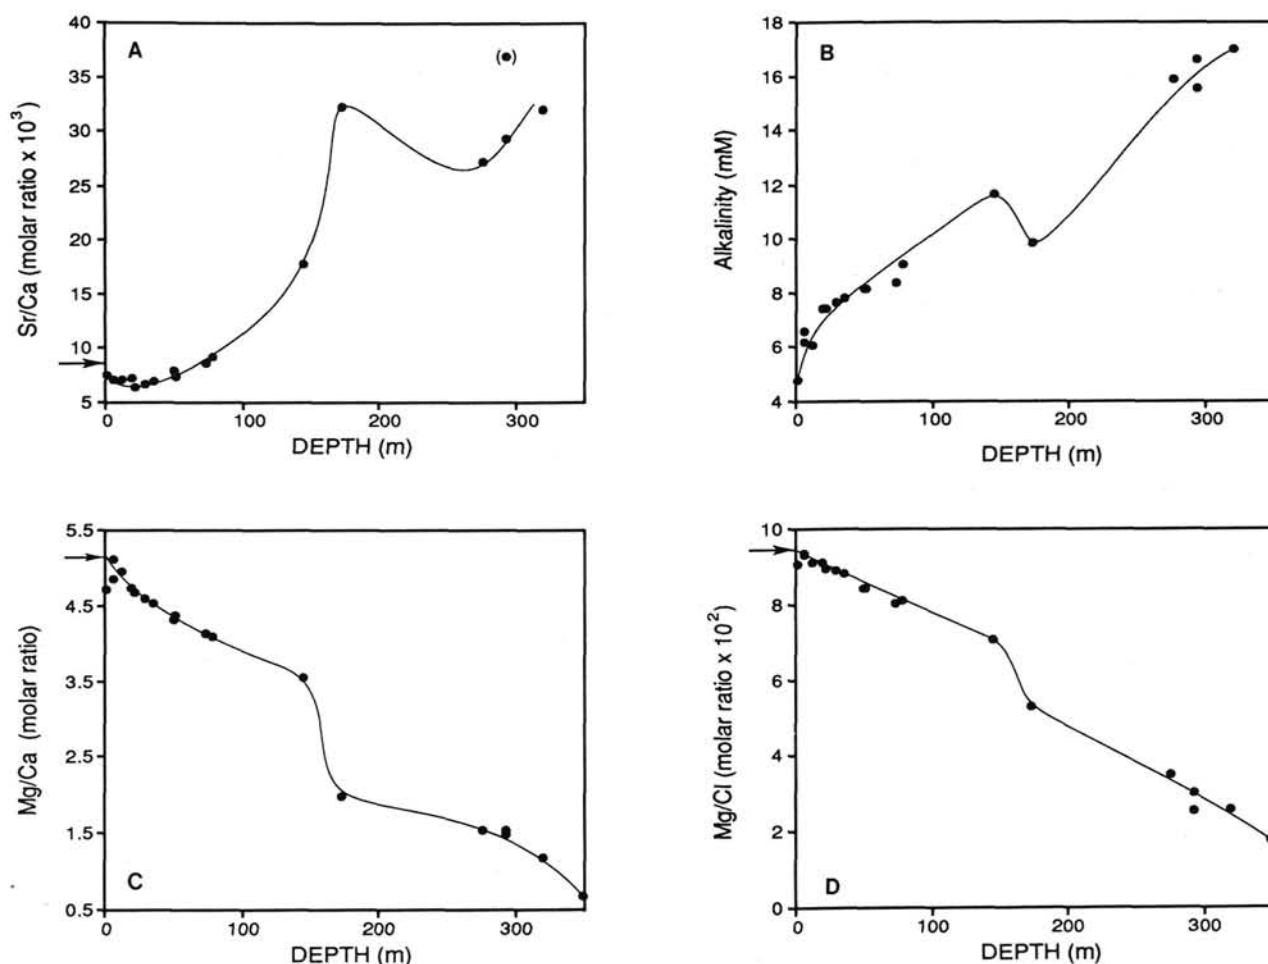 A
(•)
40
35
30
25
20
15
10
5
Sr/Ca (molar ratio x 10³)
0 100 200 300
DEPTH (m)
B
18
16
14
12
10
8
6
4
Alkalinity (mM)
0 100 200 300
DEPTH (m)
C
5.5
4.5
3.5
2.5
1.5
0.5
Mg/Ca (molar ratio)
0 100 200 300
DEPTH (m)
D
10
8
6
4
2
0
Mg/Cl (molar ratio x 10²)
0 100 200 300
DEPTH (m)